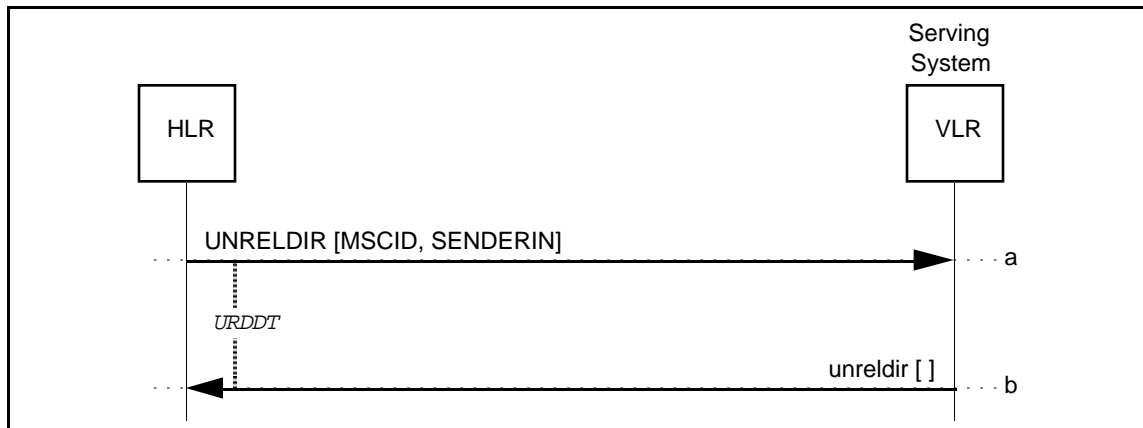 Serving
System
HLR
VLR
UNRELDIR [MSCID, SENDERIN]
a
URDDT
unreldir [ ]
b